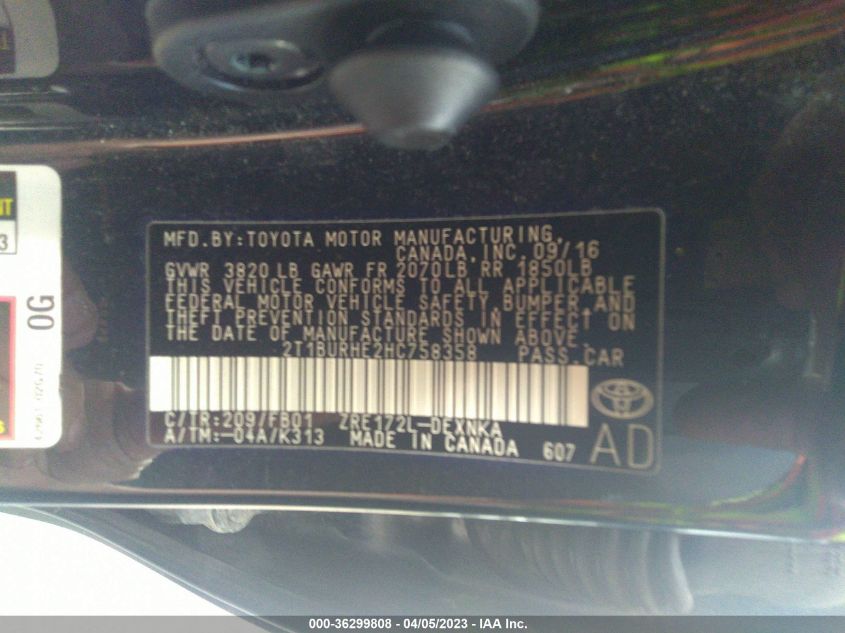 MFD.BY:TOYOTA MOTOR MANUFACTURING,
CANADA,INC. 09/16
GVWR 3820 LB GAWR FR 2070LB RR 1850LB
THIS VEHICLE CONFORMS TO ALL APPLICABLE
FEDERAL MOTOR VEHICLE SAFETY, BUMPER AND
THEFT PREVENTION STANDARDS IN EFFECT ON
THE DATE OF MANUFACTURE SHOWN ABOVE.
2T1BURHE2HC758358 PASS.CAR
C/TR:209/FB01 ZRE172L-DEXNKA
A/TM:-04A/K313 MADE IN CANADA 607
AD
NT
3
0G
000-36299808 - 04/05/2023 - IAA Inc.